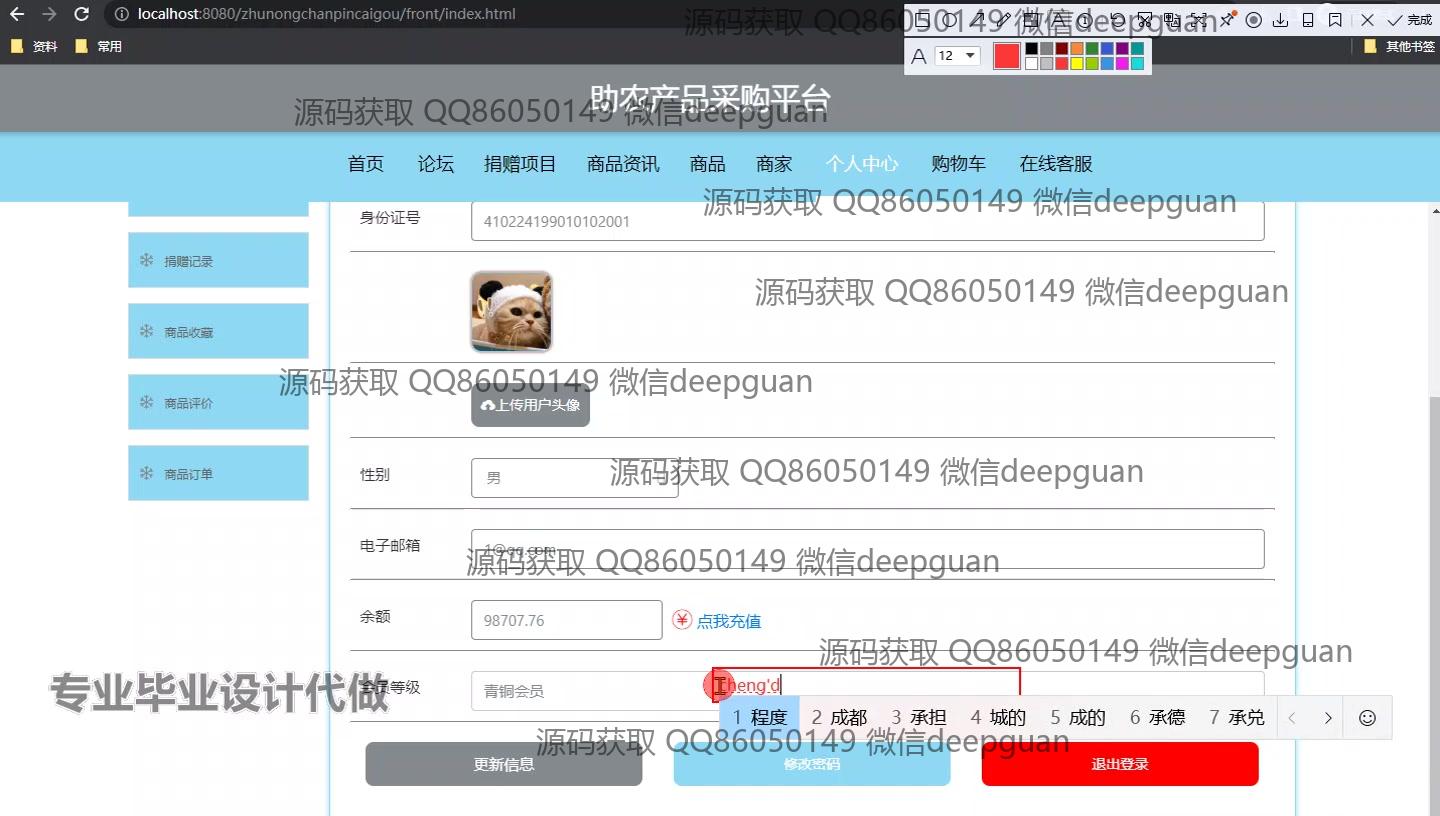 localhost:8080/zhunongchanpincaigou/front/index.html
源码获取 QQ86050149 微信deepguan
完成
资料
常用
12
其他书签
助农产品采购平台
源码获取 QQ86050149 微信deepguan
首页 论坛 捐赠项目 商品资讯 商品 商家 个人中心 购物车 在线客服
源码获取 QQ86050149 微信deepguan
身份证号
410224199010102001
捐赠记录
源码获取 QQ86050149 微信deepguan
商品收藏
源码获取 QQ86050149 微信deepguan
商品评价
上传用户头像
商品订单
性别
男
源码获取 QQ86050149 微信deepguan
电子邮箱
1@qq.com
源码获取 QQ86050149 微信deepguan
余额
98707.76
点我充值
源码获取 QQ86050149 微信deepguan
专业毕业设计代做
会员等级
青铜会员
heng'd
1 程度 2 成都 3 承担 4 城的 5 成的 6 承德 7 承兑
源码获取 QQ86050149 微信deepguan
更新信息
修改密码
退出登录